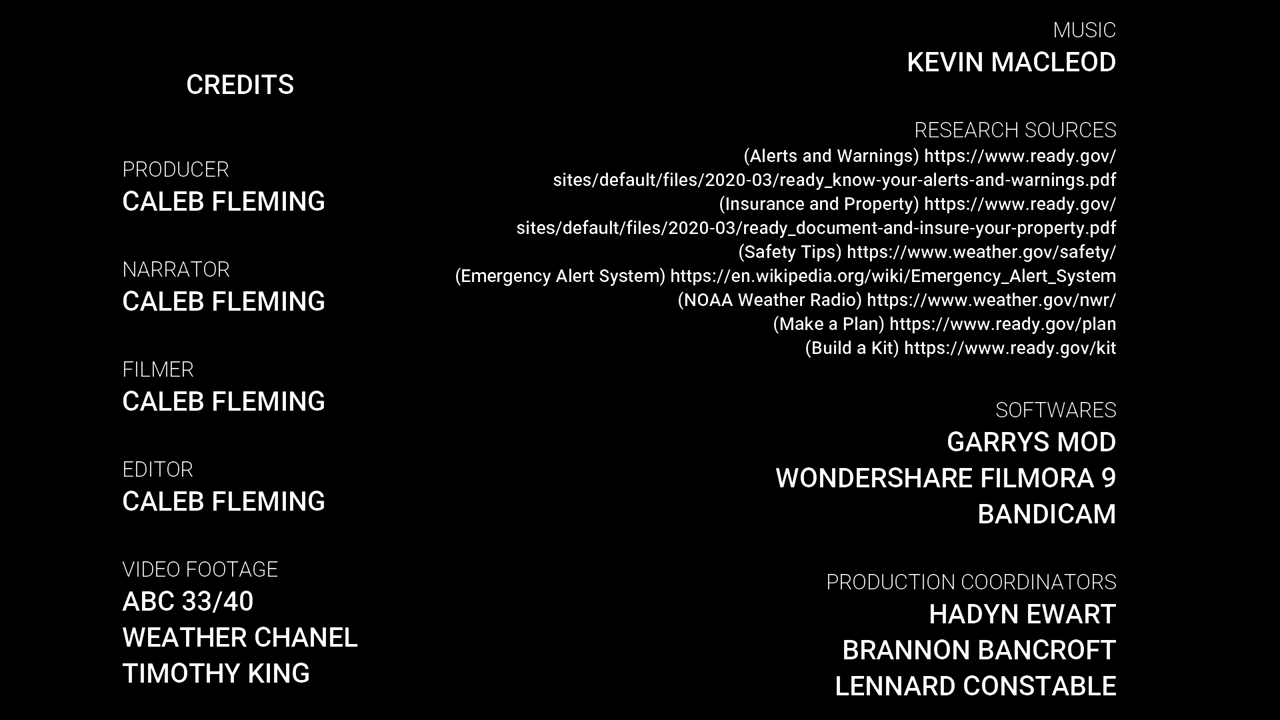 CREDITS
PRODUCER
CALEB FLEMING
NARRATOR
CALEB FLEMING
FILMER
CALEB FLEMING
EDITOR
CALEB FLEMING
VIDEO FOOTAGE
ABC 33/40
WEATHER CHANEL
TIMOTHY KING
MUSIC
KEVIN MACLEOD
RESEARCH SOURCES
(Alerts and Warnings) https://www.ready.gov/
sites/default/files/2020-03/ready_know-your-alerts-and-warnings.pdf
(Insurance and Property) https://www.ready.gov/
sites/default/files/2020-03/ready_document-and-insure-your-property.pdf
(Safety Tips) https://www.weather.gov/safety/
(Emergency Alert System) https://en.wikipedia.org/wiki/Emergency_Alert_System
(NOAA Weather Radio) https://www.weather.gov/nwr/
(Make a Plan) https://www.ready.gov/plan
(Build a Kit) https://www.ready.gov/kit
SOFTWARES
GARRYS MOD
WONDERSHARE FILMORA 9
BANDICAM
PRODUCTION COORDINATORS
HADYN EWART
BRANNON BANCROFT
LENNARD CONSTABLE